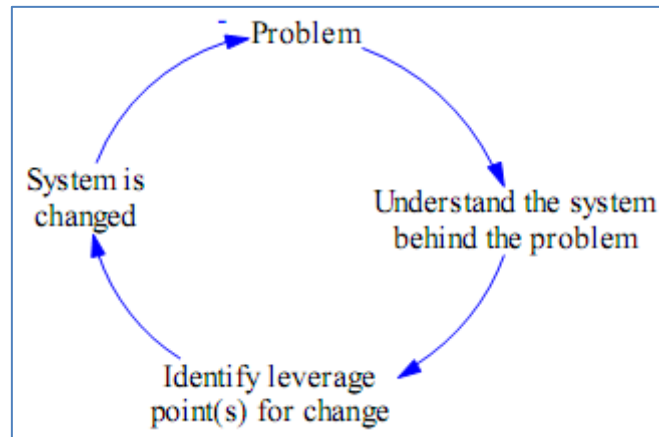 -
Problem
Understand the system
behind the problem
Identify leverage
point(s) for change
System is
changed